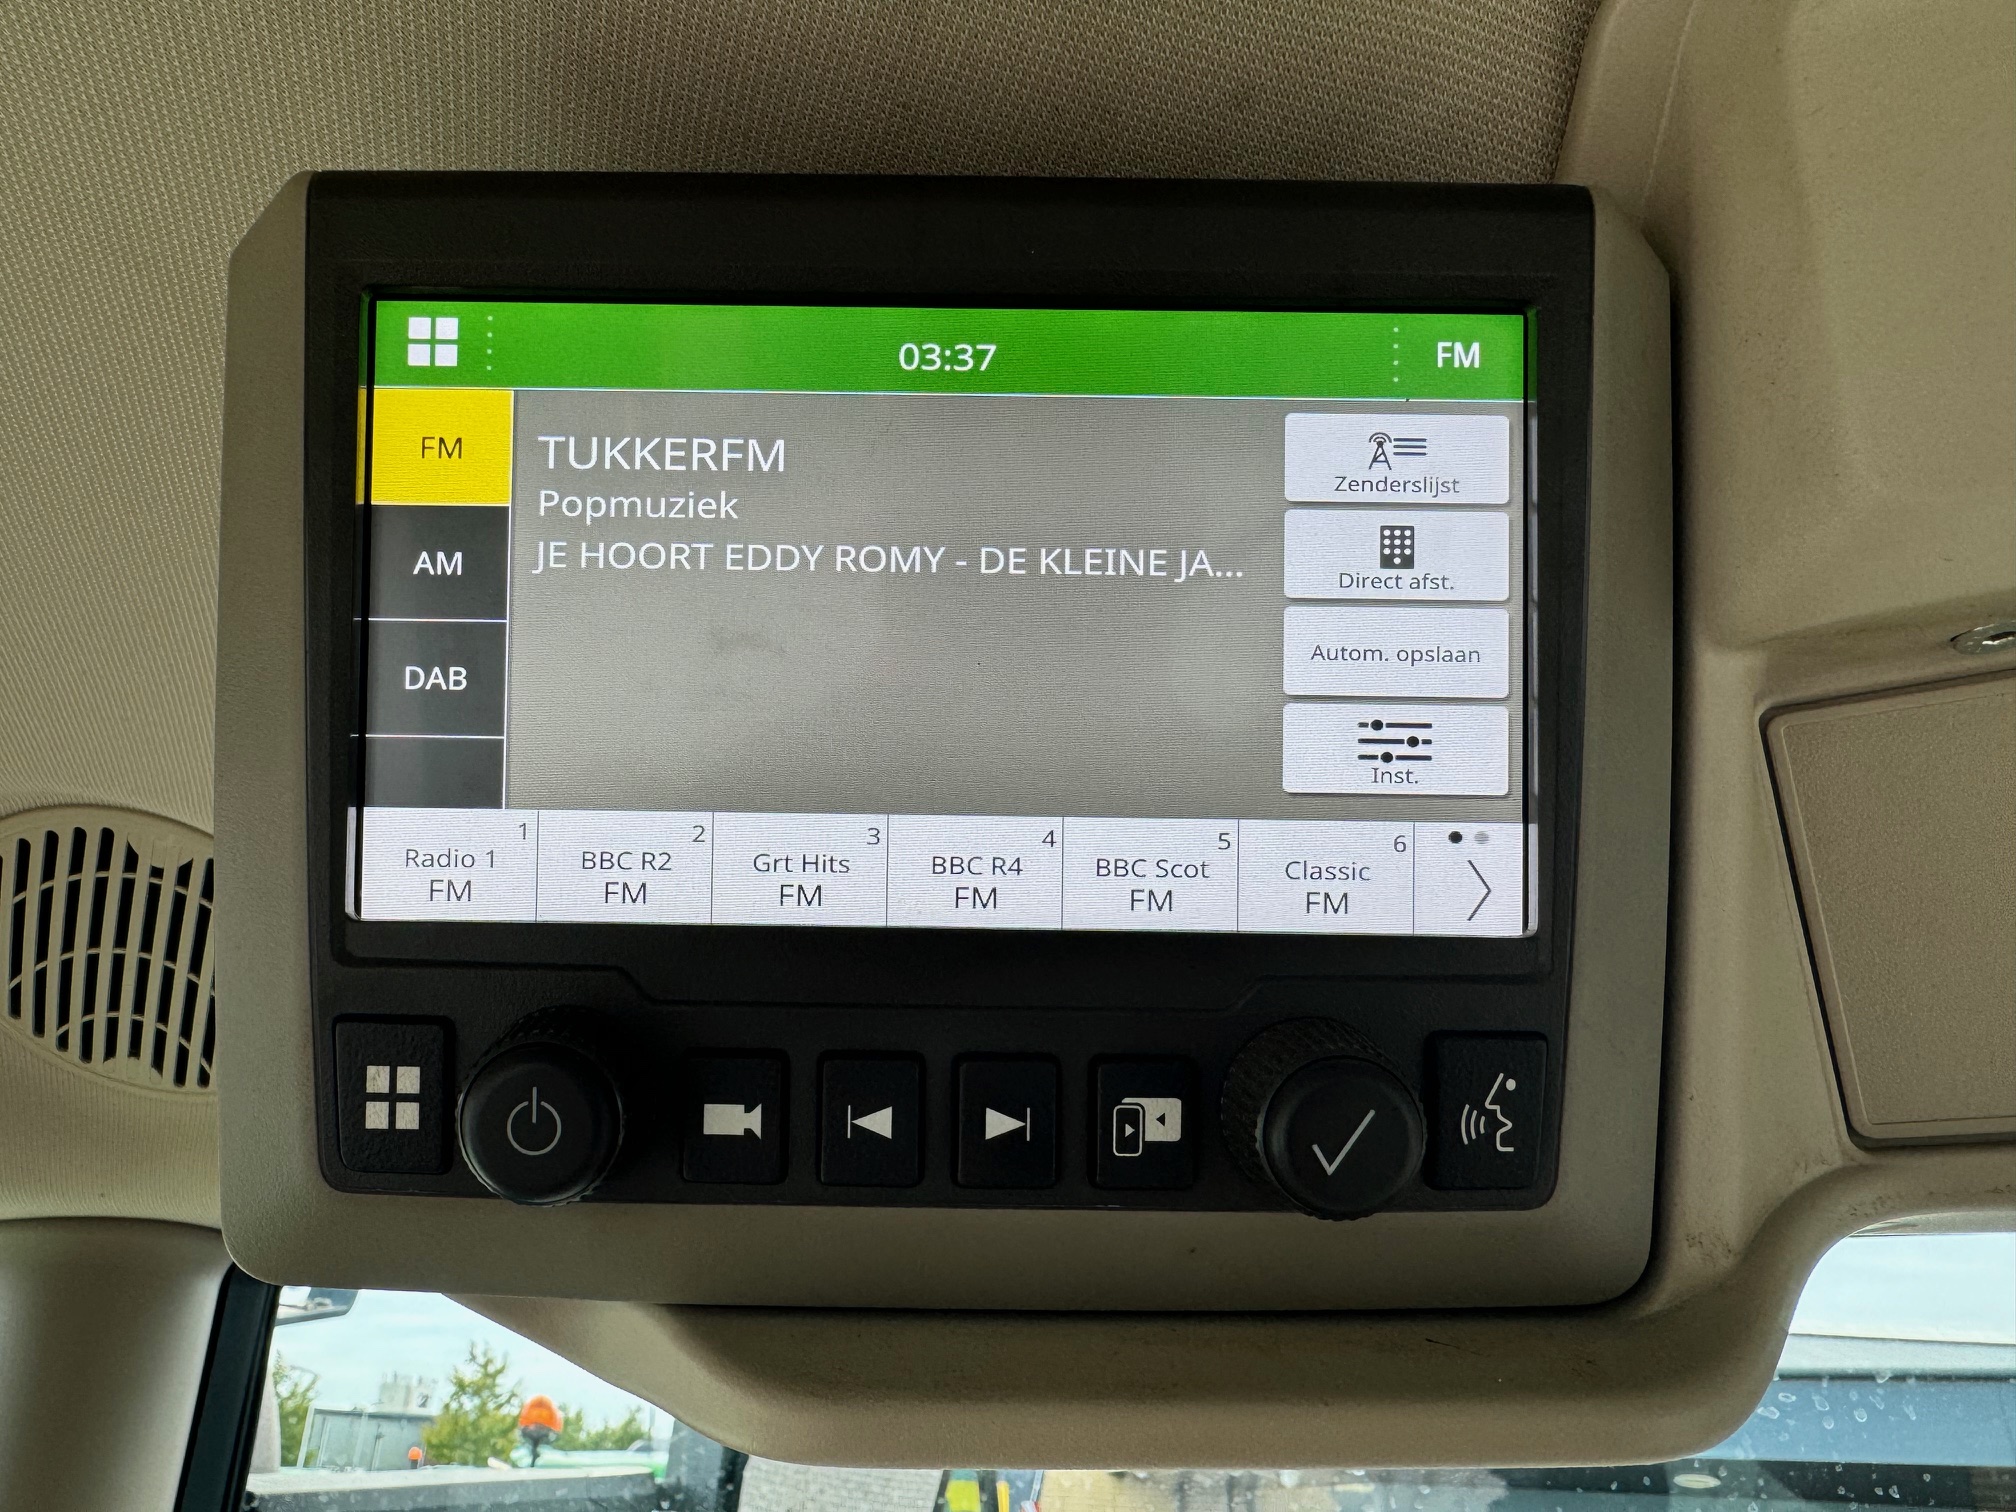 03:37
FM
FM
AM
DAB
TUKKERFM
Popmuziek
JE HOORT EDDY ROMY - DE KLEINE JA...
Zenderslijst
Direct afst.
Autom. opslaan
Inst.
1
Radio 1
FM
2
BBC R2
FM
3
Grt Hits
FM
4
BBC R4
FM
5
BBC Scot
FM
6
Classic
FM